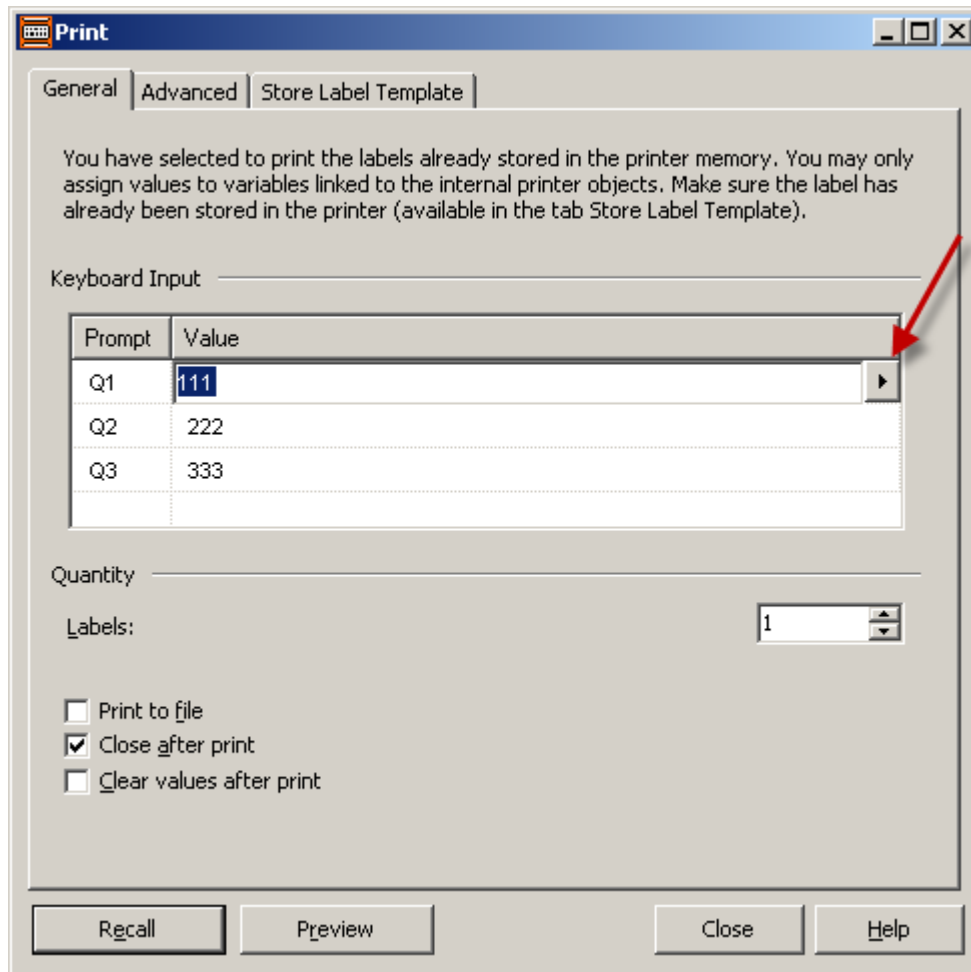 Print
General Advanced Store Label Template
You have selected to print the labels already stored in the printer memory. You may only
assign values to variables linked to the internal printer objects. Make sure the label has
already been stored in the printer (available in the tab Store Label Template).
Keyboard Input
Prompt Value
Q1 111
Q2 222
Q3 333
Quantity
Labels: 1
Print to file
Close after print
Clear values after print
Recall Preview Close Help